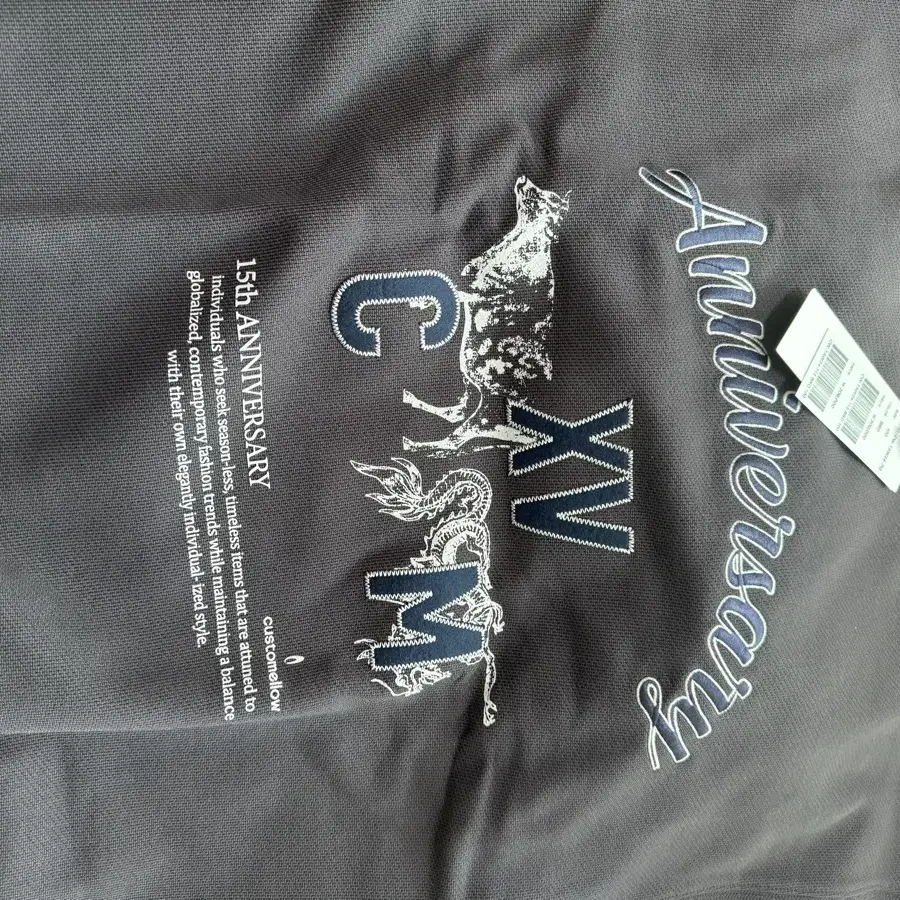 Anniversary
XV
C M
customellow
15th ANNIVERSARY
individuals who seek season-less, timeless items that are attuned to
globalized, contemporary fashion trends while maintaining a balance
with their own elegantly individual- ized style.